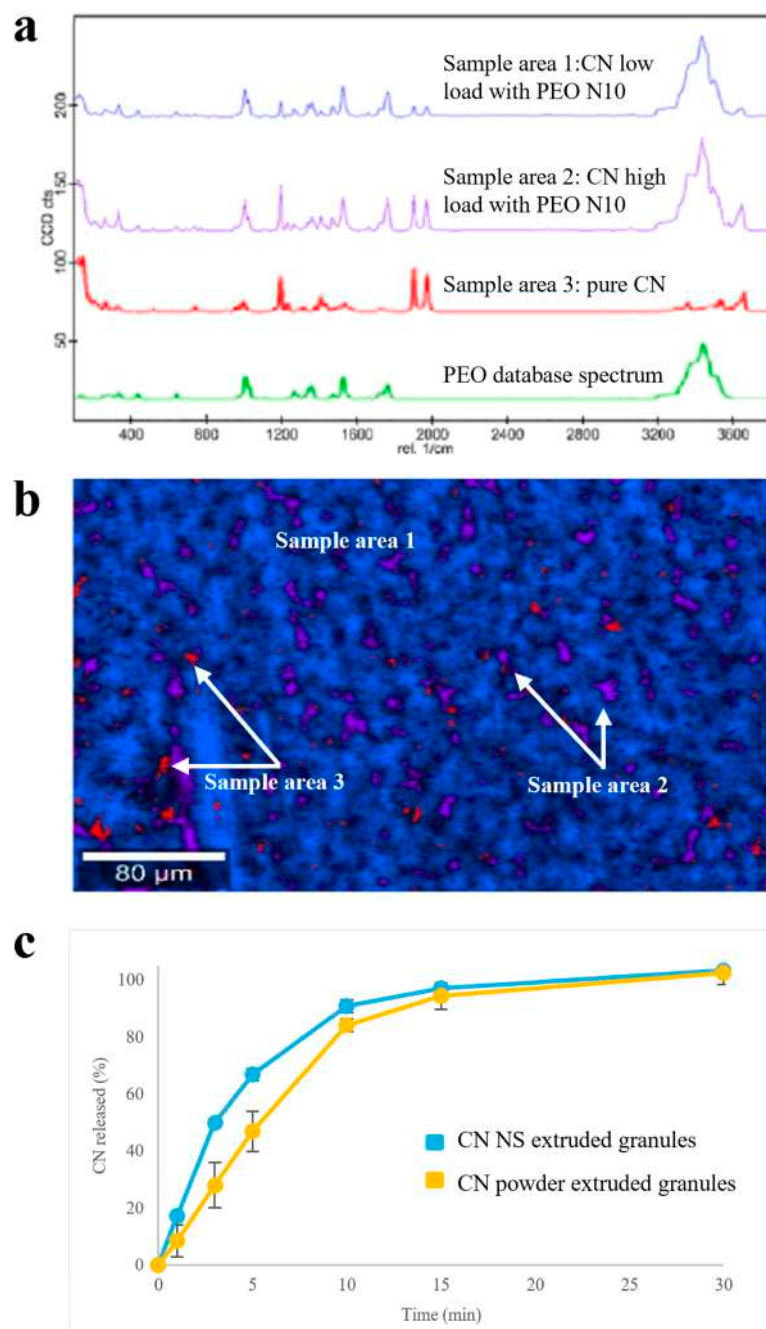 a
Sample area 1:CN low
load with PEO N10
200
Sample area 2: CN high
load with PEO N10
150
CCD cts
100
Sample area 3: pure CN
50
PEO database spectrum
400 800 1200 1600 2000 2400 2800 3200 3600
rel. 1/cm
b
Sample area 1
Sample area 3
Sample area 2
80 µm
c
100
80
60
40
20
0
CN released (%)
CN NS extruded granules
CN powder extruded granules
0 5 10 15 20 25 30
Time (min)